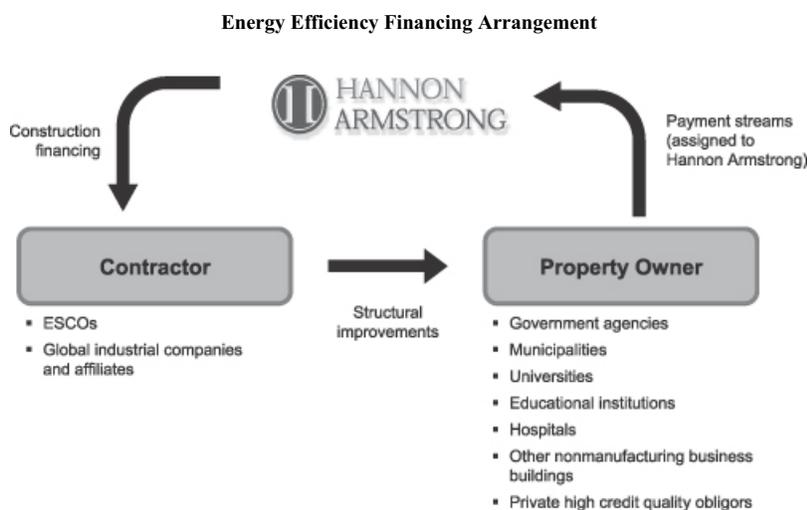 Energy Efficiency Financing Arrangement
HANNON
ARMSTRONG
Construction
financing
Payment streams
(assigned to
Hannon Armstrong)
Contractor
Property Owner
▪ ESCOs
▪ Global industrial companies
and affiliates
Structural
improvements
▪ Government agencies
▪ Municipalities
▪ Universities
▪ Educational institutions
▪ Hospitals
▪ Other nonmanufacturing business
buildings
▪ Private high credit quality obligors